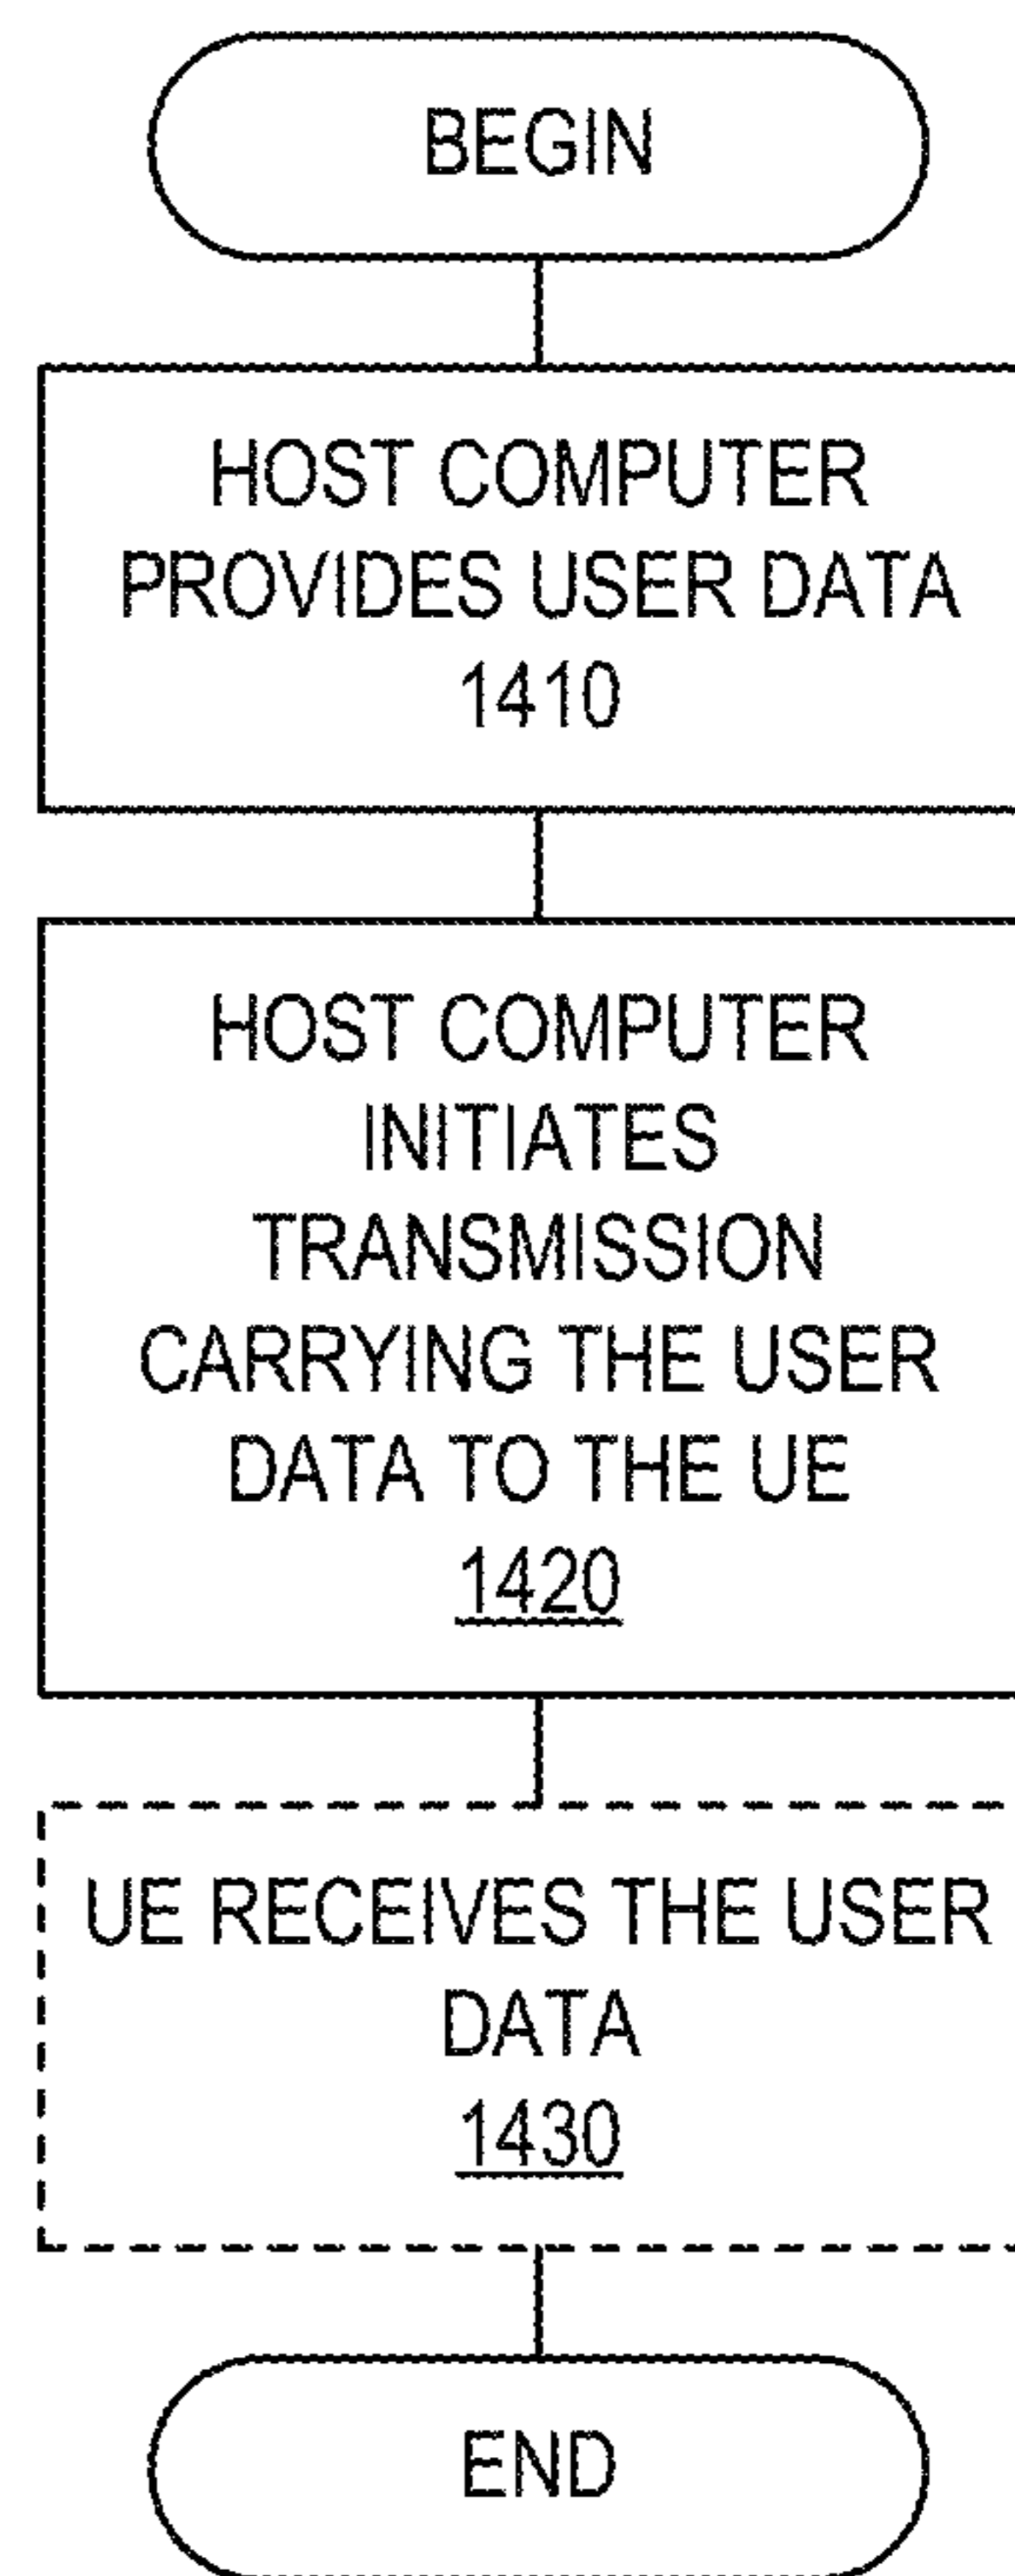 BEGIN
HOST COMPUTER
PROVIDES USER DATA
1410
HOST COMPUTER
INITIATES
TRANSMISSION
CARRYING THE USER
DATA TO THE UE
1420
UE RECEIVES THE USER
DATA
1430
END